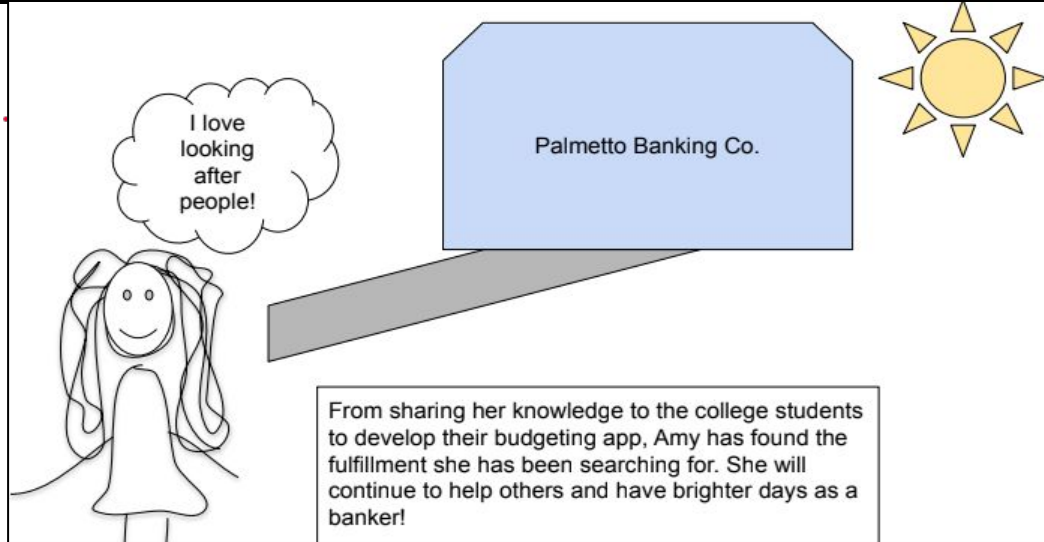 I love
looking
after
people!
Palmetto Banking Co.
From sharing her knowledge to the college students
to develop their budgeting app, Amy has found the
fulfillment she has been searching for. She will
continue to help others and have brighter days as a
banker!